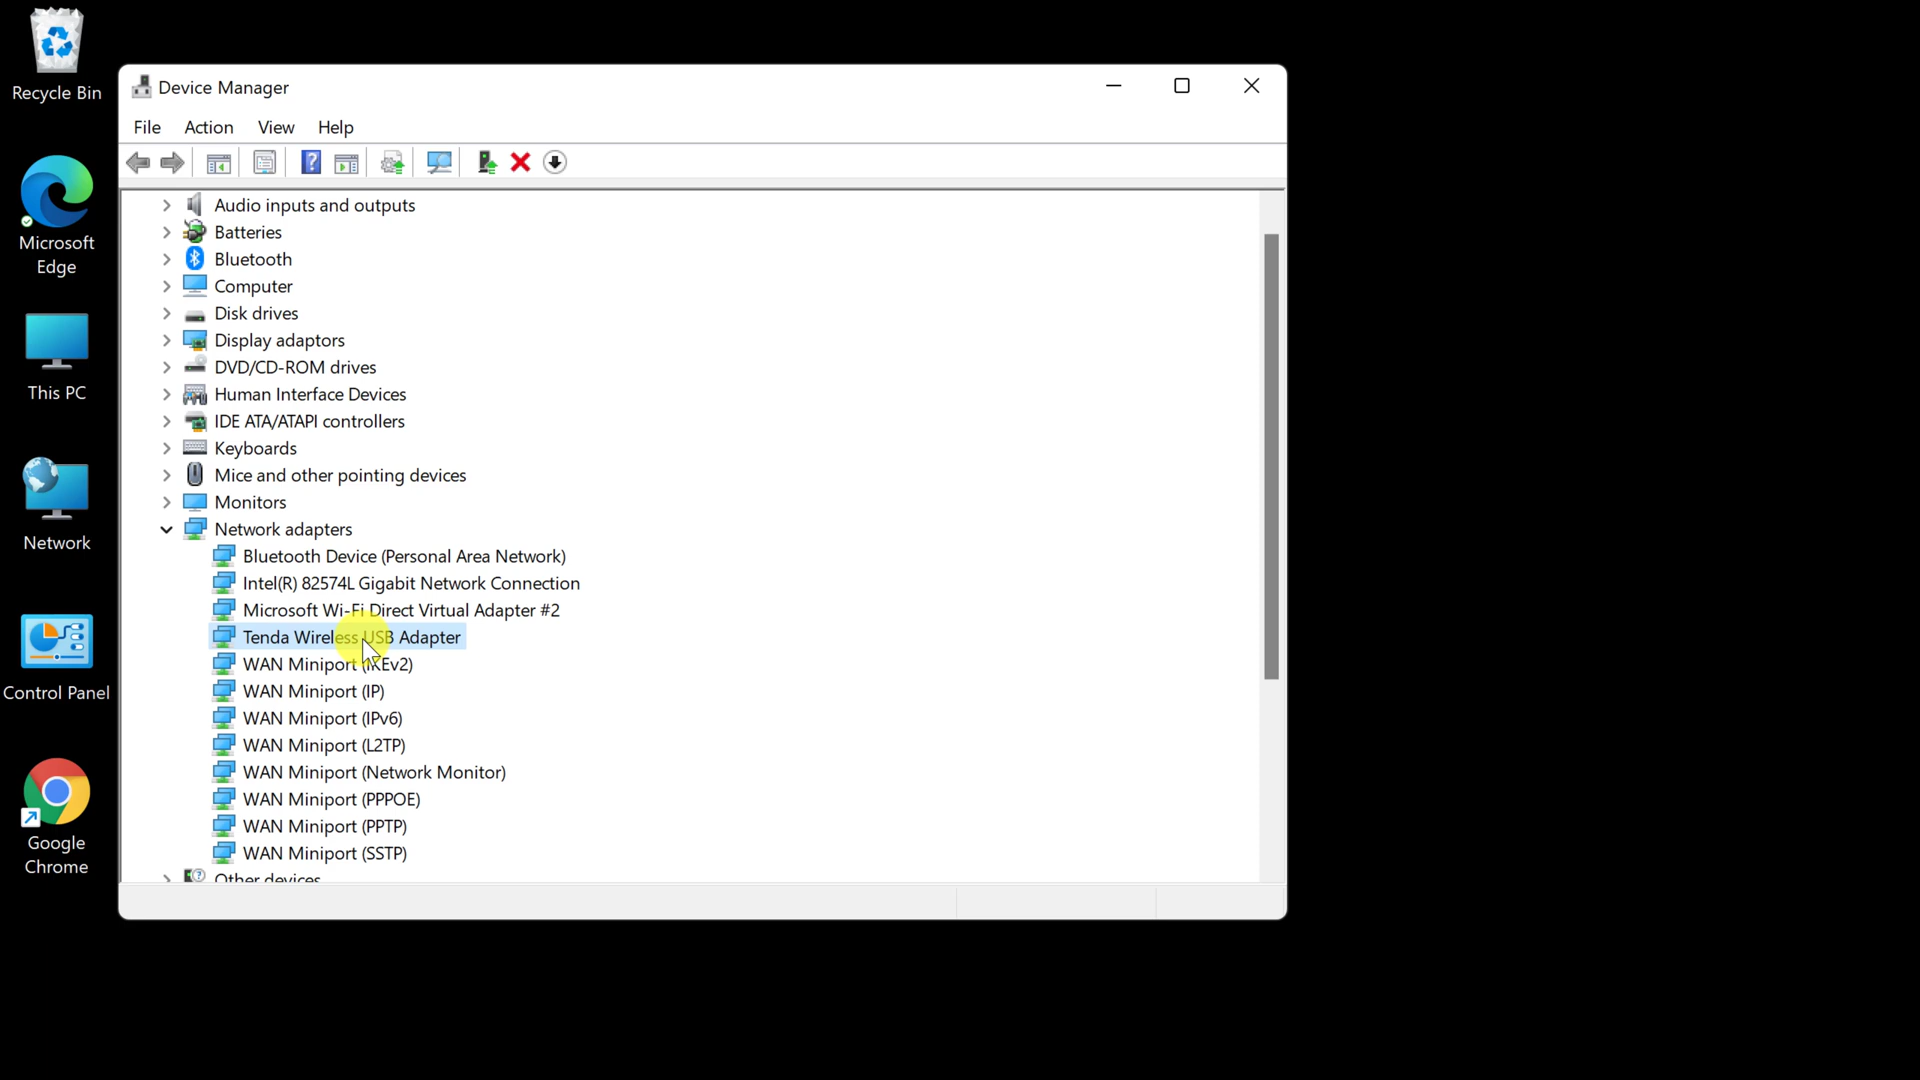 Recycle Bin
Microsoft
Edge
This PC
Network
Control Panel
Google
Chrome
Device Manager
File Action View Help
Audio inputs and outputs
Batteries
Bluetooth
Computer
Disk drives
Display adaptors
DVD/CD-ROM drives
Human Interface Devices
IDE ATA/ATAPI controllers
Keyboards
Mice and other pointing devices
Monitors
Network adapters
Bluetooth Device (Personal Area Network)
Intel(R) 82574L Gigabit Network Connection
Microsoft Wi-Fi Direct Virtual Adapter #2
Tenda Wireless USB Adapter
WAN Miniport (IKEv2)
WAN Miniport (IP)
WAN Miniport (IPv6)
WAN Miniport (L2TP)
WAN Miniport (Network Monitor)
WAN Miniport (PPPOE)
WAN Miniport (PPTP)
WAN Miniport (SSTP)
Other devices